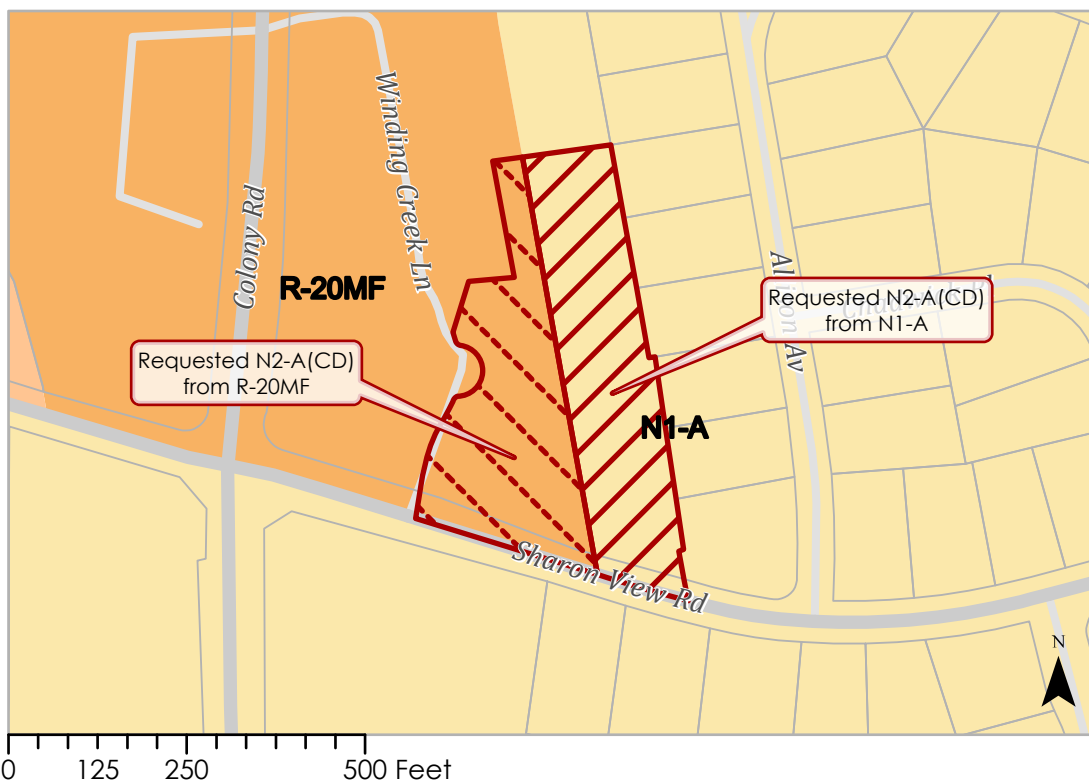 Winding Creek Ln
Colony Rd
R-20MF
Requested N2-A(CD)
from N1-A
Requested N2-A(CD)
from R-20MF
N1-A
Sharon View Rd
Av
N
0 125 250 500 Feet